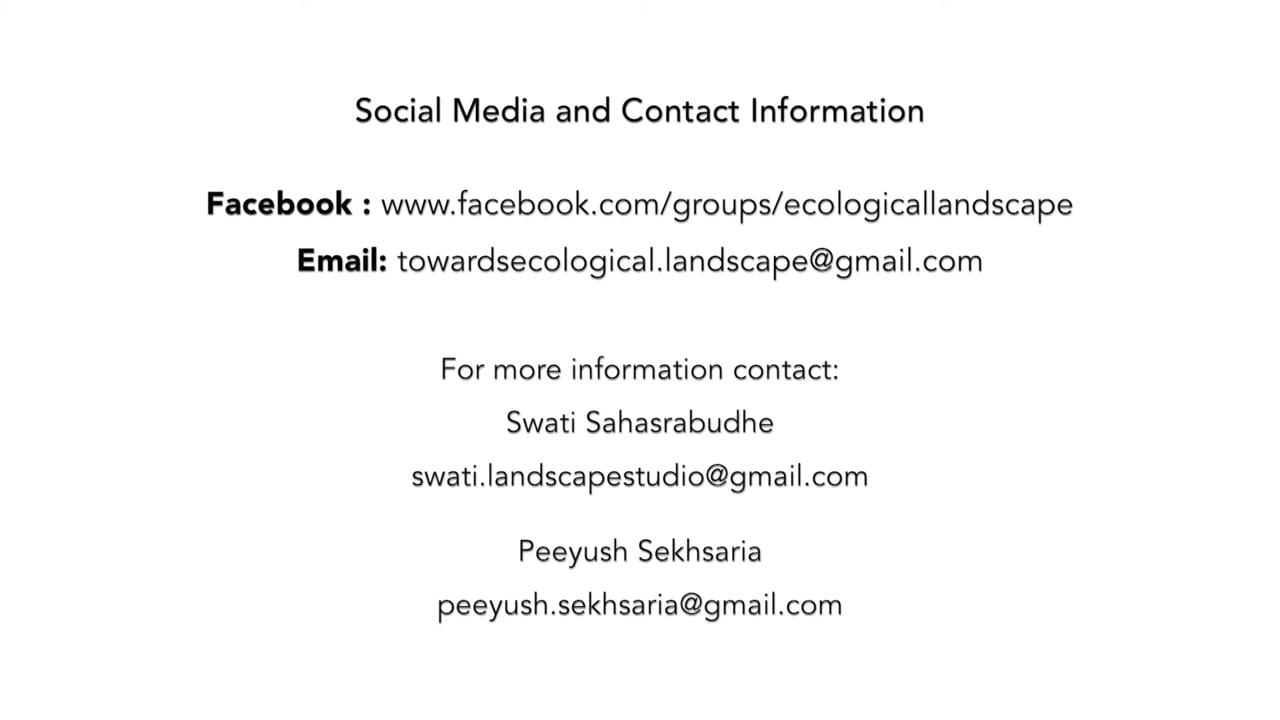 Social Media and Contact Information
Facebook : www.facebook.com/groups/ecologicallandscape
Email: towardsecological.landscape@gmail.com
For more information contact:
Swati Sahasrabudhe
swati.landscapestudio@gmail.com
Peeyush Sekhsaria
peeyush.sekhsaria@gmail.com